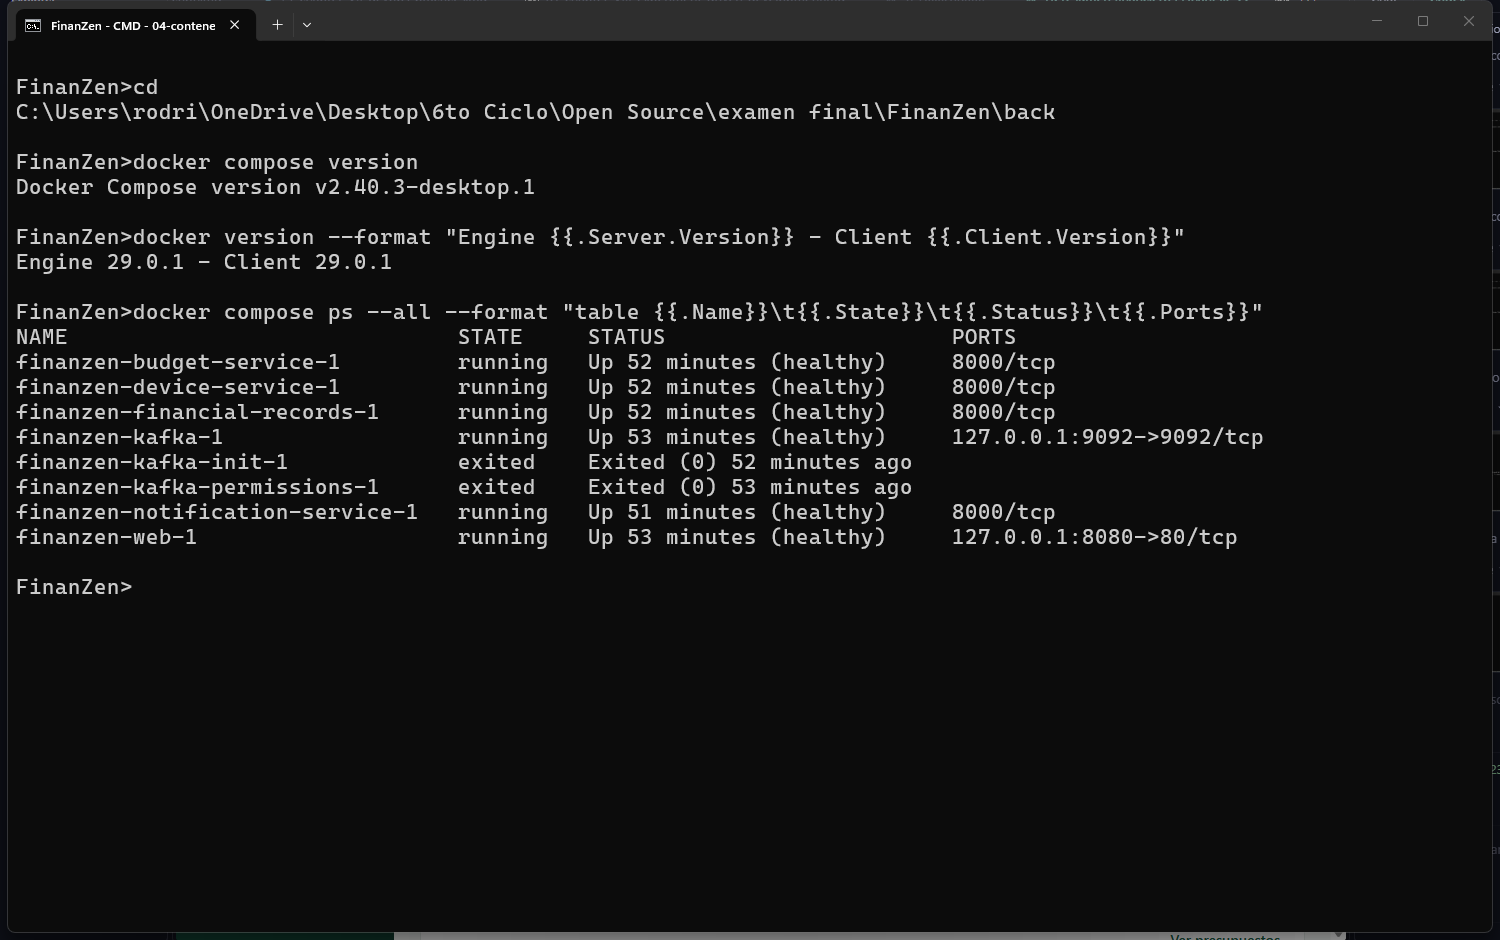 FinanZen - CMD - 04-contene
FinanZen>cd
C:\Users\rodri\OneDrive\Desktop\6to Ciclo\Open Source\examen final\FinanZen\back
FinanZen>docker compose version
Docker Compose version v2.40.3-desktop.1
FinanZen>docker version --format "Engine {{.Server.Version}} - Client {{.Client.Version}}"
Engine 29.0.1 - Client 29.0.1
FinanZen>docker compose ps --all --format "table {{.Name}}\t{{.State}}\t{{.Status}}\t{{.Ports}}"
NAME STATE STATUS PORTS
finanzen-budget-service-1 running Up 52 minutes (healthy) 8000/tcp
finanzen-device-service-1 running Up 52 minutes (healthy) 8000/tcp
finanzen-financial-records-1 running Up 52 minutes (healthy) 8000/tcp
finanzen-kafka-1 running Up 53 minutes (healthy) 127.0.0.1:9092->9092/tcp
finanzen-kafka-init-1 exited Exited (0) 52 minutes ago
finanzen-kafka-permissions-1 exited Exited (0) 53 minutes ago
finanzen-notification-service-1 running Up 51 minutes (healthy) 8000/tcp
finanzen-web-1 running Up 53 minutes (healthy) 127.0.0.1:8080->80/tcp
FinanZen>
Ver presupuestos